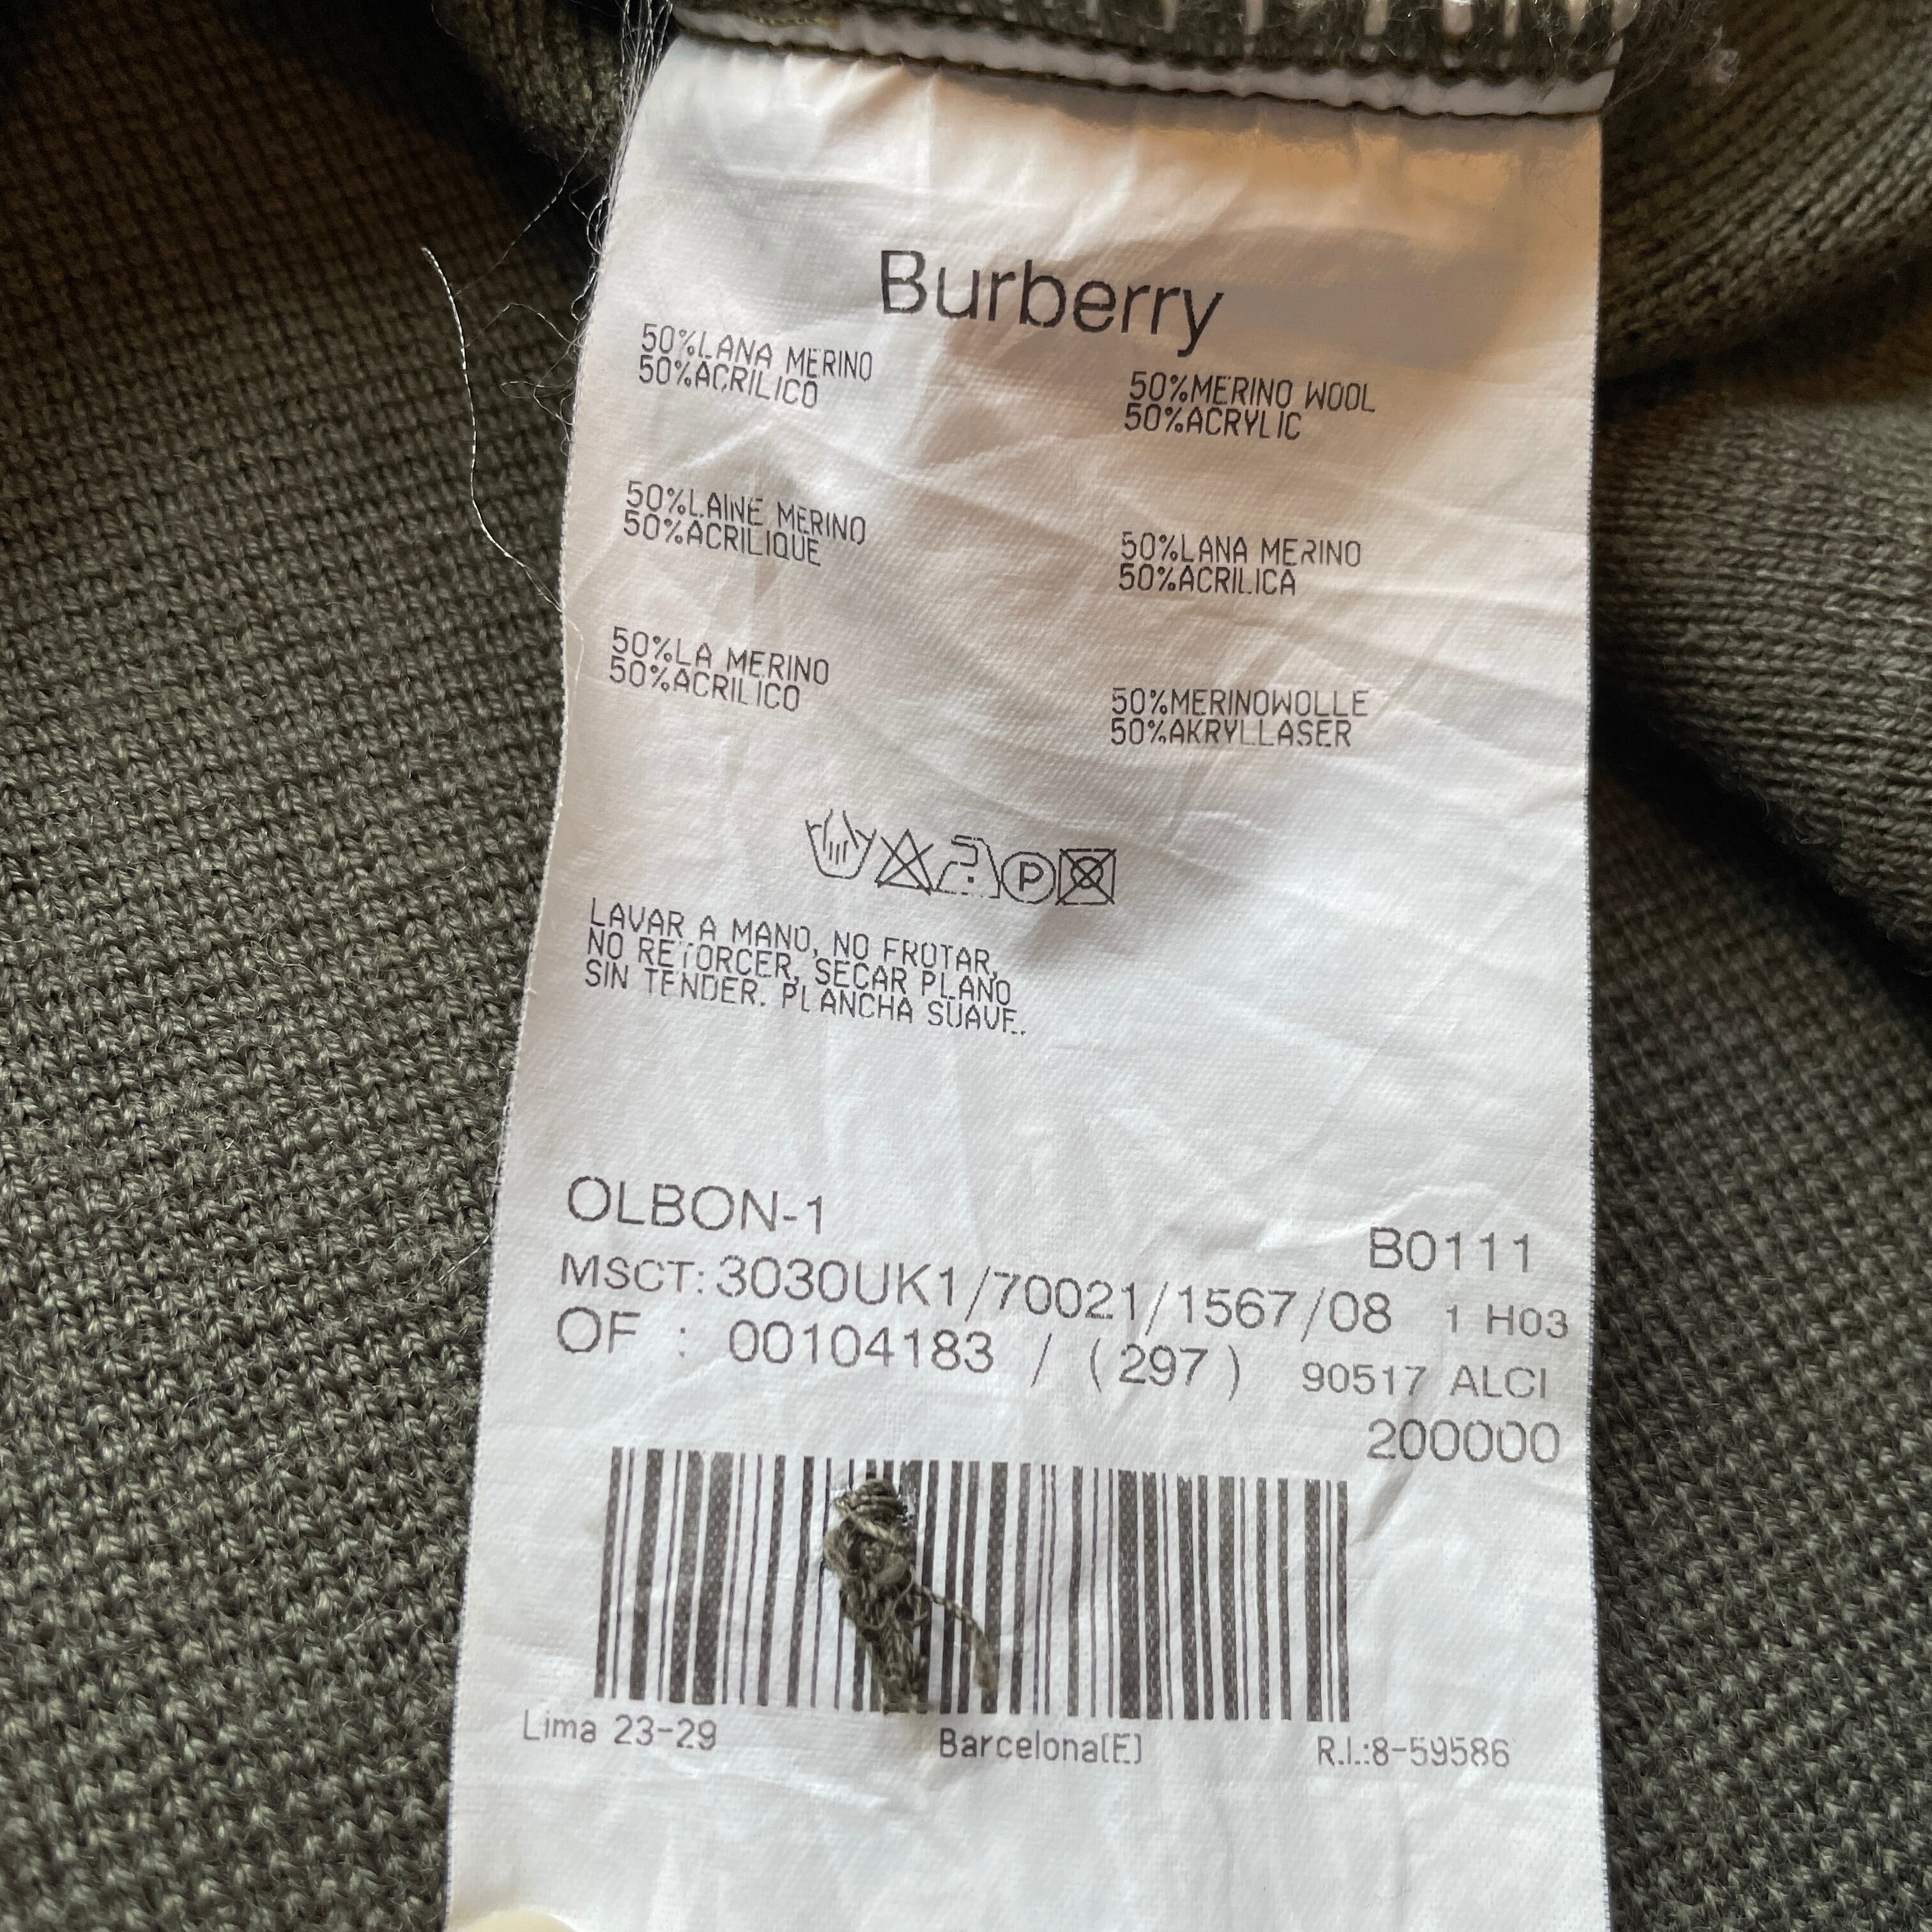 Burberry
50%LANA MERINO
50%ACRILICO
50%MERINO WOOL
50%ACRYLIC
50%LAINE MERINO
50%ACRILIQUE
50%LANA MERINO
50%ACRILICA
50%LA MERINO
50%ACRILICO
50%MERINOWOLLE
50%AKRYLLASER
P
LAVAR A MANO, NO FROTAR,
NO RETORCER, SECAR PLANO
SIN TENDER. PLANCHA SUAVE.
OLBON-1
B0111
MSCT: 3030UK1/70021/1567/08 1 H03
OF : 00104183 / (297) 90517 ALCI
200000
Lima 23-29 Barcelona(E) R.I.:8-59586